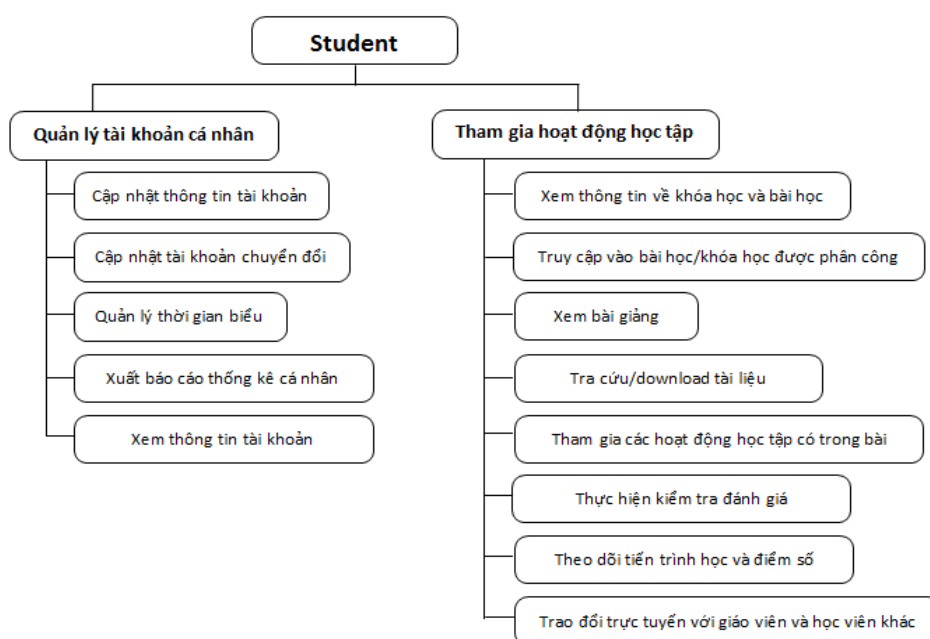 Student
Quản lý tài khoản cá nhân
Cập nhật thông tin tài khoản
Cập nhật tài khoản chuyển đổi
Quản lý thời gian biểu
Xuất báo cáo thống kê cá nhân
Xem thông tin tài khoản
Tham gia hoạt động học tập
Xem thông tin về khóa học và bài học
Truy cập vào bài học/khóa học được phân công
Xem bài giảng
Tra cứu/download tài liệu
Tham gia các hoạt động học tập có trong bài
Thực hiện kiểm tra đánh giá
Theo dõi tiến trình học và điểm số
Trao đổi trực tuyến với giáo viên và học viên khác